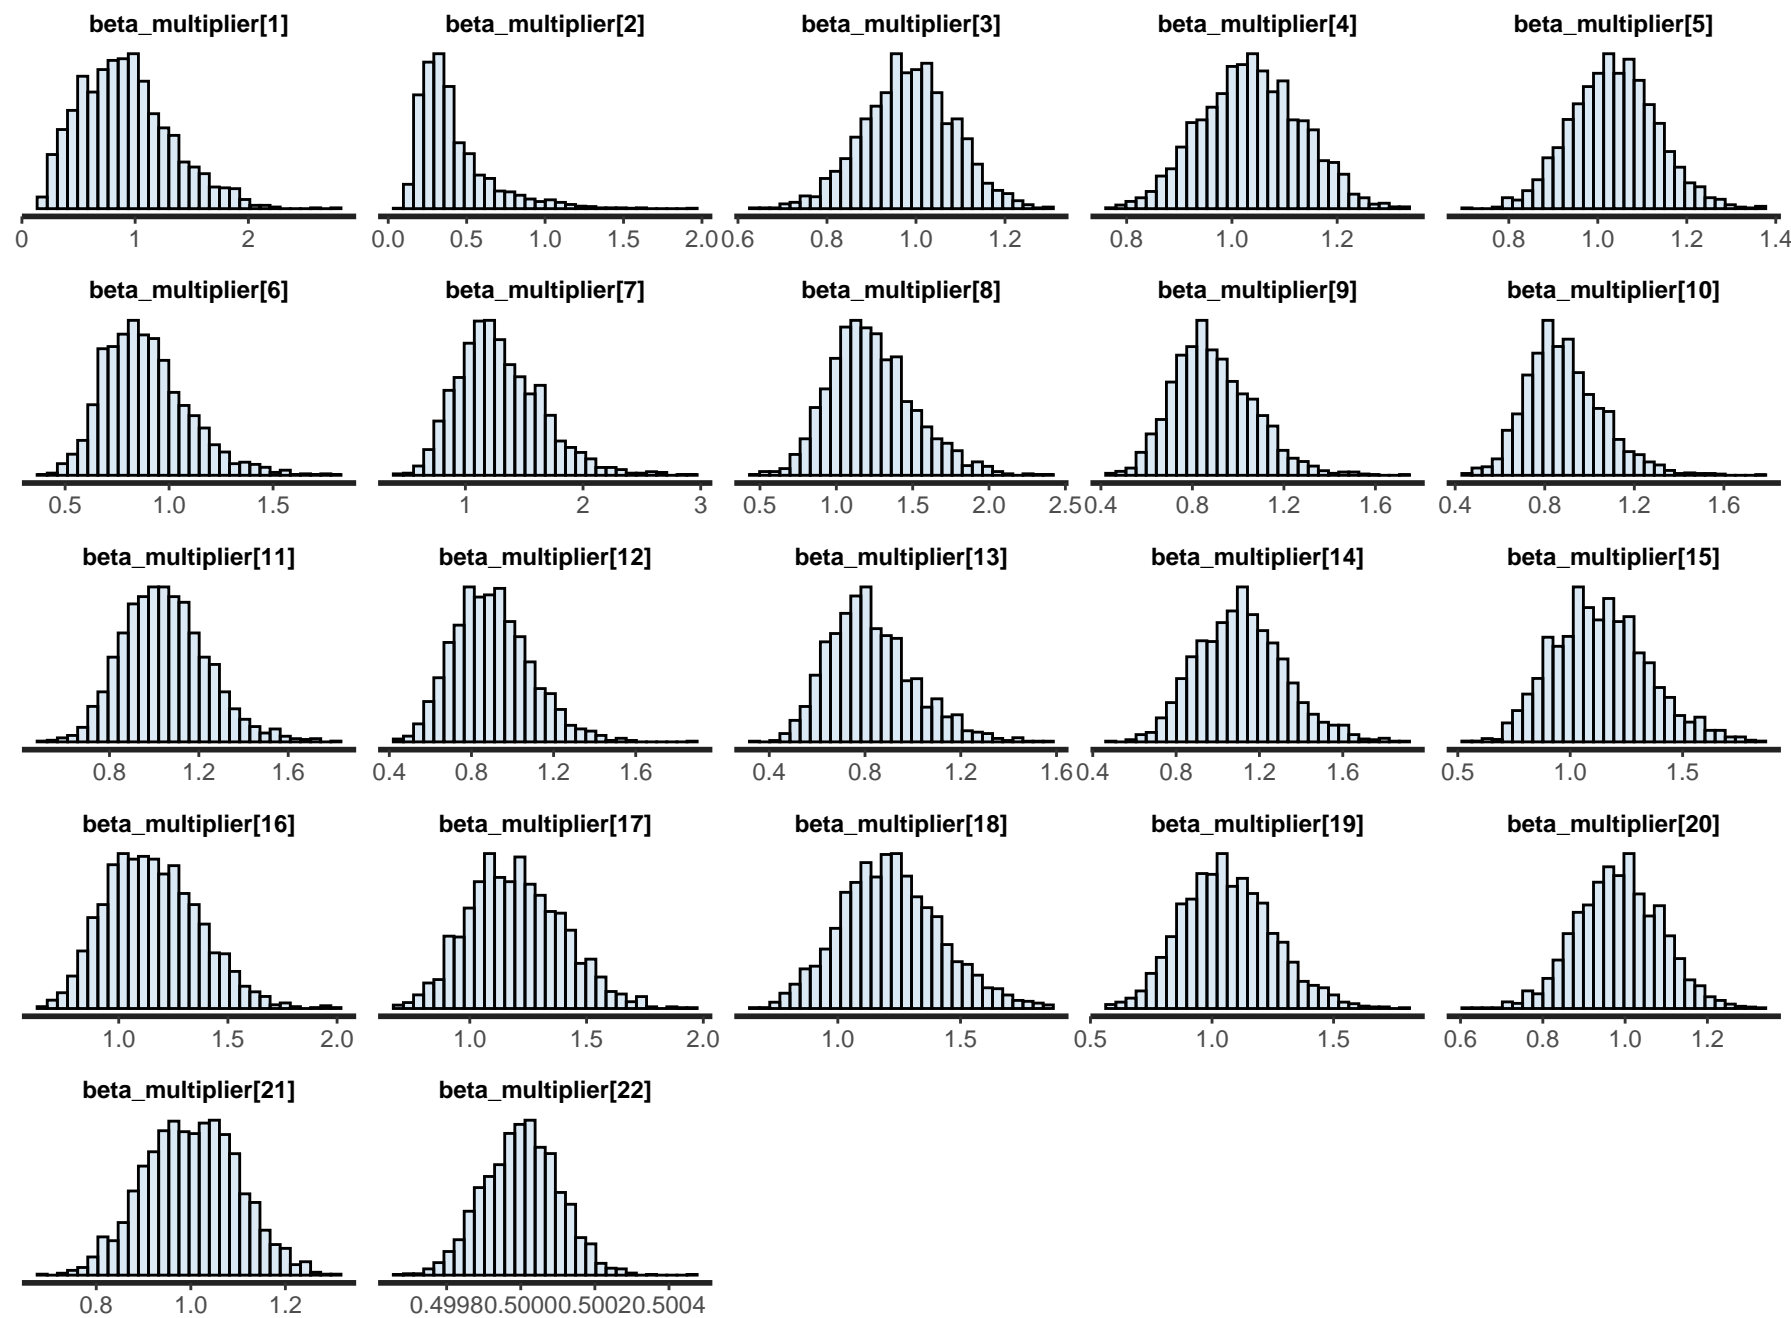 beta_multiplier[1] beta_multiplier[2] beta_multiplier[3] beta_multiplier[4] beta_multiplier[5]
0 1 2 0.0 0.5 1.0 1.5 2.0 0.6 0.8 1.0 1.2 0.8 1.0 1.2 0.8 1.0 1.2 1.4
beta_multiplier[6] beta_multiplier[7] beta_multiplier[8] beta_multiplier[9] beta_multiplier[10]
0.5 1.0 1.5 1 2 3 0.5 1.0 1.5 2.0 2.5 0.4 0.8 1.2 1.6 0.4 0.8 1.2 1.6
beta_multiplier[11] beta_multiplier[12] beta_multiplier[13] beta_multiplier[14] beta_multiplier[15]
0.8 1.2 1.6 0.4 0.8 1.2 1.6 0.4 0.8 1.2 1.6 0.4 0.8 1.2 1.6 0.5 1.0 1.5
beta_multiplier[16] beta_multiplier[17] beta_multiplier[18] beta_multiplier[19] beta_multiplier[20]
1.0 1.5 2.0 1.0 1.5 2.0 1.0 1.5 0.5 1.0 1.5 0.6 0.8 1.0 1.2
beta_multiplier[21] beta_multiplier[22]
0.8 1.0 1.2 0.4998 0.5000 0.5002 0.5004